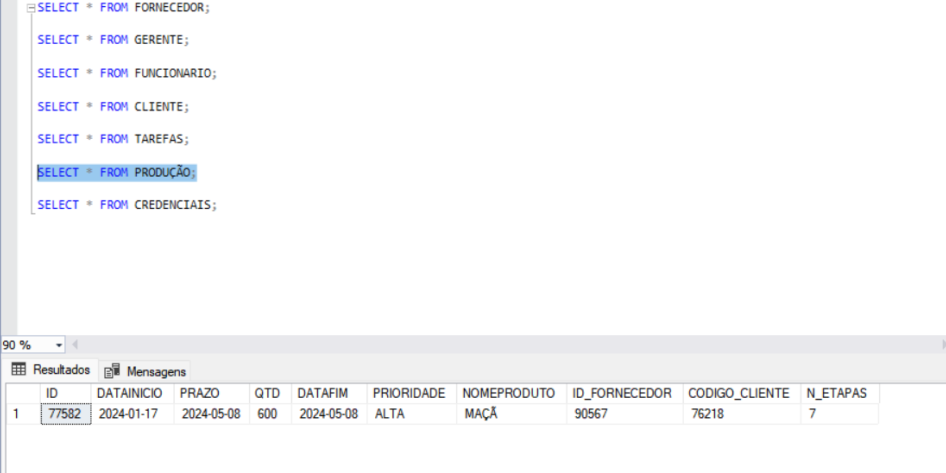 SELECT * FROM FORNECEDOR;
SELECT * FROM GERENTE;
SELECT * FROM FUNCIONARIO;
SELECT * FROM CLIENTE;
SELECT * FROM TAREFAS;
SELECT * FROM PRODUÇÃO;
SELECT * FROM CREDENCIAIS;
90 %
Resultados Mensagens
ID DATAINICIO PRAZO QTD DATAFIM PRIORIDADE NOMEPRODUTO ID_FORNECEDOR CODIGO_CLIENTE N_ETAPAS
1 77582 2024-01-17 2024-05-08 600 2024-05-08 ALTA MAÇÃ 90567 76218 7